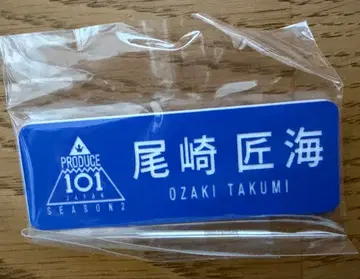 PRODUCE
101
JAPAN
SEASON2
尾崎 匠海
OZAKI TAKUMI